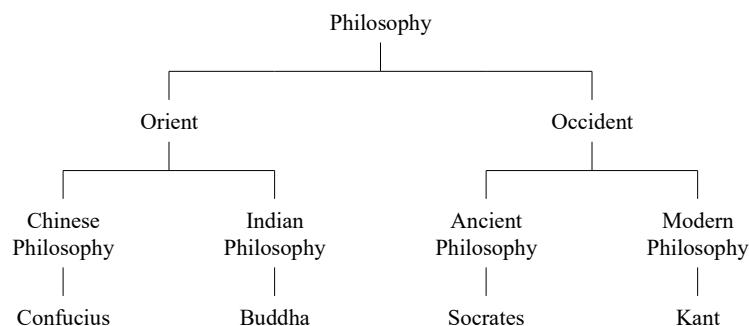 Philosophy
Orient
Occident
Chinese
Philosophy
Indian
Philosophy
Ancient
Philosophy
Modern
Philosophy
Confucius
Buddha
Socrates
Kant